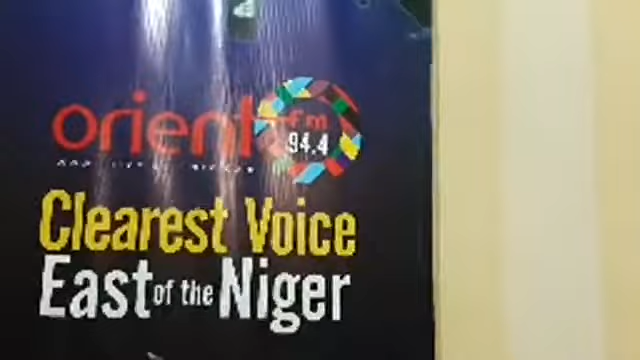 orient
Fm
94.4
Clearest Voice
East of the Niger